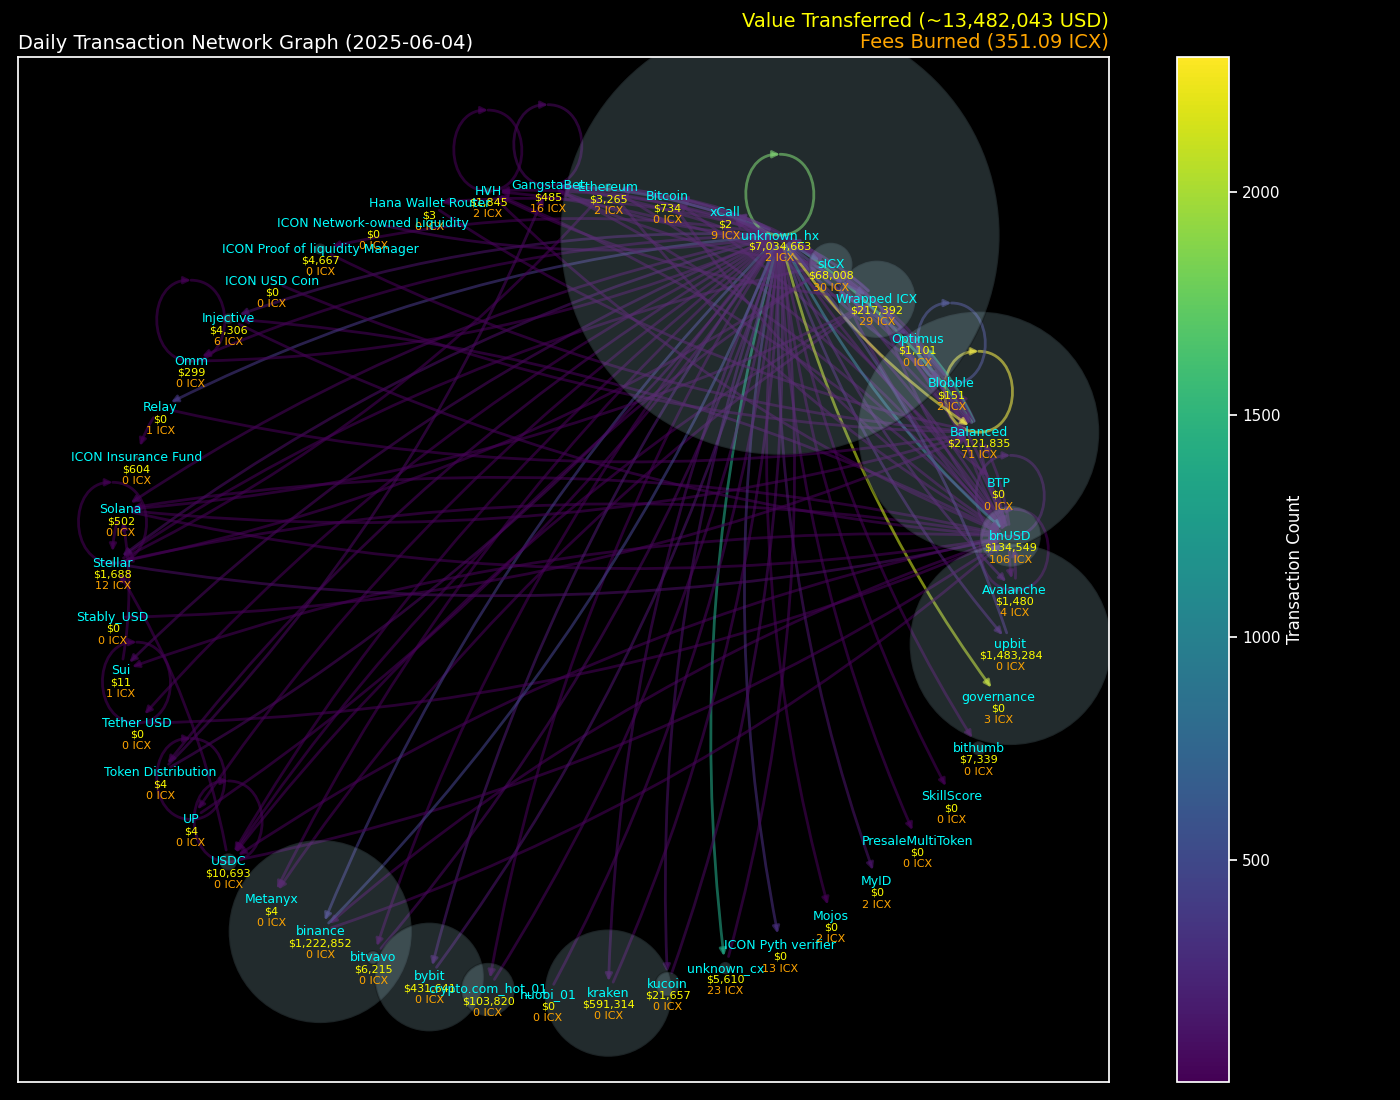 Value Transferred (~13,482,043 USD)
Daily Transaction Network Graph (2025-06-04)
Fees Burned (351.09 ICX)
HVH
$1,845
2 ICX
GangstaBet
$485
16 ICX
Ethereum
$3,265
2 ICX
Bitcoin
$734
0 ICX
xCall
$2
9 ICX
unknown_hx
$7,034,663
2 ICX
Hana Wallet Router
$3
0 ICX
ICON Network-owned Liquidity
$0
0 ICX
ICON Proof of liquidity Manager
$4,667
0 ICX
ICON USD Coin
$0
0 ICX
Injective
$4,306
6 ICX
Omm
$299
0 ICX
Relay
$0
1 ICX
ICON Insurance Fund
$604
0 ICX
Solana
$502
0 ICX
Stellar
$1,688
12 ICX
Stably_USD
$0
0 ICX
Sui
$11
1 ICX
Tether USD
$0
0 ICX
Token Distribution
$4
0 ICX
UP
$4
0 ICX
USDC
$10,693
0 ICX
Metanyx
$4
0 ICX
binance
$1,222,852
0 ICX
bitvavo
$6,215
0 ICX
bybit
$431,641
0 ICX
crypto.com_hot_01
$103,820
0 ICX
huobi_01
$0
0 ICX
kraken
$591,314
0 ICX
kucoin
$21,657
0 ICX
unknown_cx
$5,610
23 ICX
ICON Pyth verifier
$0
13 ICX
Mojos
$0
2 ICX
MyID
$0
2 ICX
PresaleMultiToken
$0
0 ICX
SkillScore
$0
0 ICX
bithumb
$7,339
0 ICX
governance
$0
3 ICX
upbit
$1,483,284
0 ICX
Avalanche
$1,480
4 ICX
bnUSD
$134,549
106 ICX
BTP
$0
0 ICX
Balanced
$2,121,835
71 ICX
Blobble
$151
2 ICX
Optimus
$1,101
0 ICX
Wrapped ICX
$217,392
29 ICX
sICX
$68,008
30 ICX
2000
1500
1000
500
Transaction Count